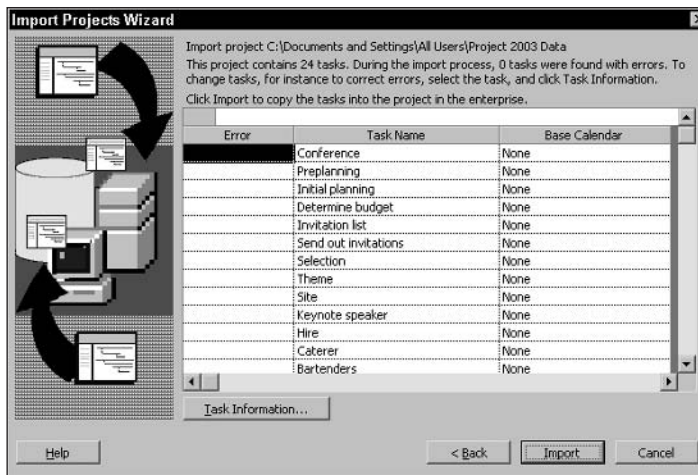 Import Projects Wizard
Import project C:\Documents and Settings\All Users\Project 2003 Data
This project contains 24 tasks. During the import process, 0 tasks were found with errors. To
change tasks, for instance to correct errors, select the task, and click Task Information.
Click Import to copy the tasks into the project in the enterprise.
Error Task Name Base Calendar
Conference None
Preplanning None
Initial planning None
Determine budget None
Invitation list None
Send out invitations None
Selection None
Theme None
Site None
Keynote speaker None
Hire None
Caterer None
Bartenders None
Task Information...
Help < Back Import Cancel